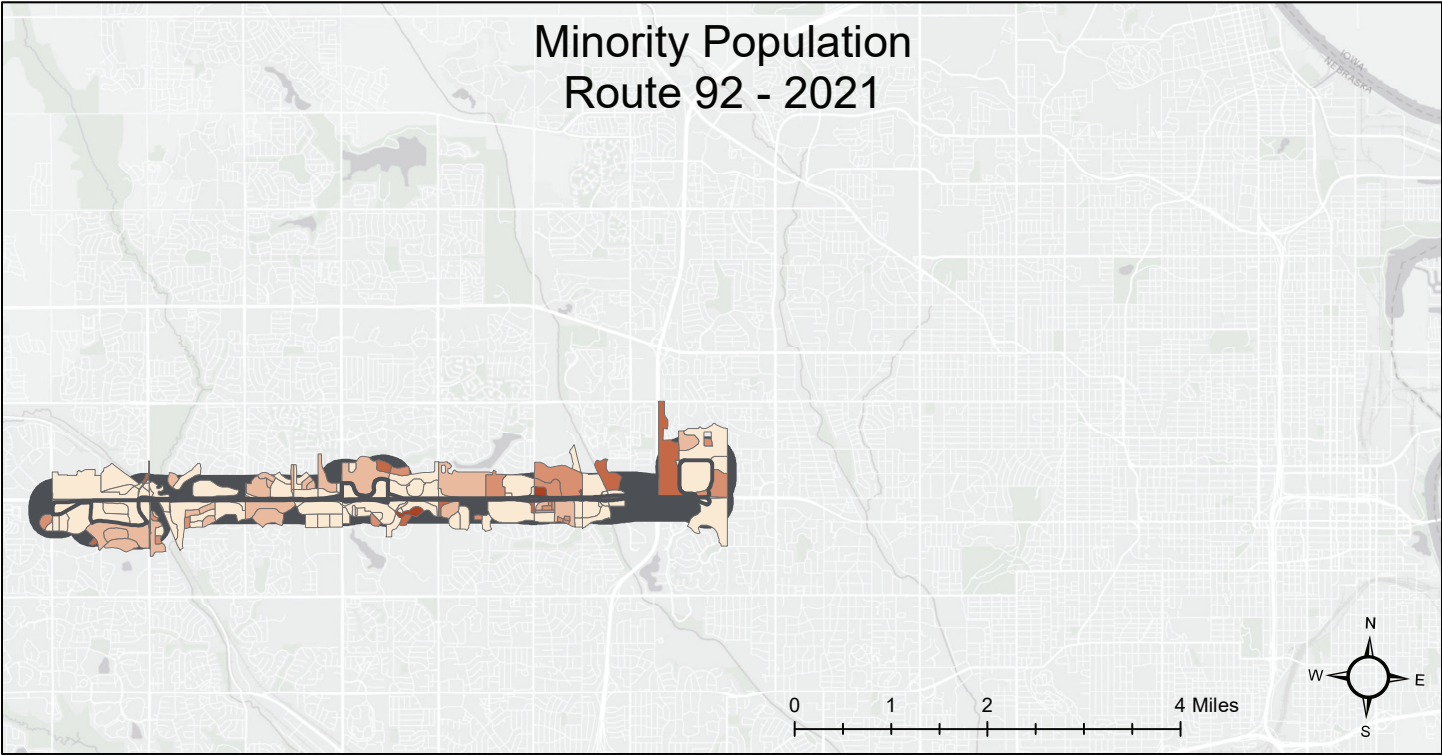 Minority Population
Route 92 - 2021
IOWA
NEBRASKA
N
W
E
S
0 1 2 4 Miles